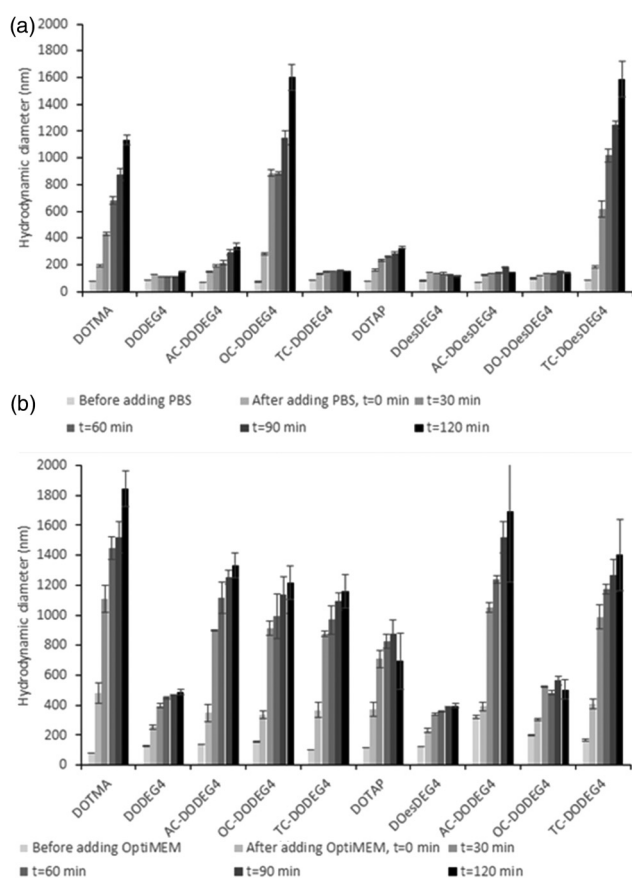 (a)
Hydrodynamic diameter (nm)
2000
1800
1600
1400
1200
1000
800
600
400
200
0
DOTMA
DODEG4
AC-DODEG4
OC-DODEG4
TC-DODEG4
DOTAP
DOesDEG4
AC-DOesDEG4
DO-DOesDEG4
TC-DOesDEG4
Before adding PBS
After adding PBS, t=0 min
t=30 min
t=60 min
t=90 min
t=120 min
(b)
Hydrodynamic diameter (nm)
2000
1800
1600
1400
1200
1000
800
600
400
200
0
DOTMA
DODEG4
AC-DODEG4
OC-DODEG4
TC-DODEG4
DOTAP
DOesDEG4
AC-DODEG4
OC-DODEG4
TC-DODEG4
Before adding OptiMEM
After adding OptiMEM, t=0 min
t=30 min
t=60 min
t=90 min
t=120 min